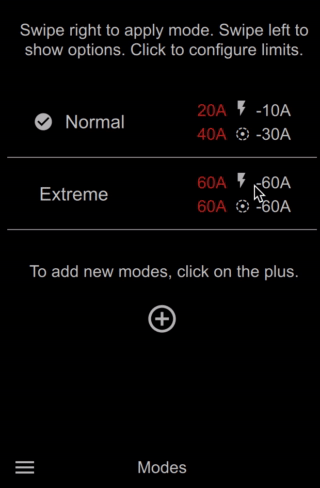 Swipe right to apply mode. Swipe left to
show options. Click to configure limits.
Normal
20A -10A
40A -30A
Extreme
60A -60A
60A -60A
To add new modes, click on the plus.
Modes